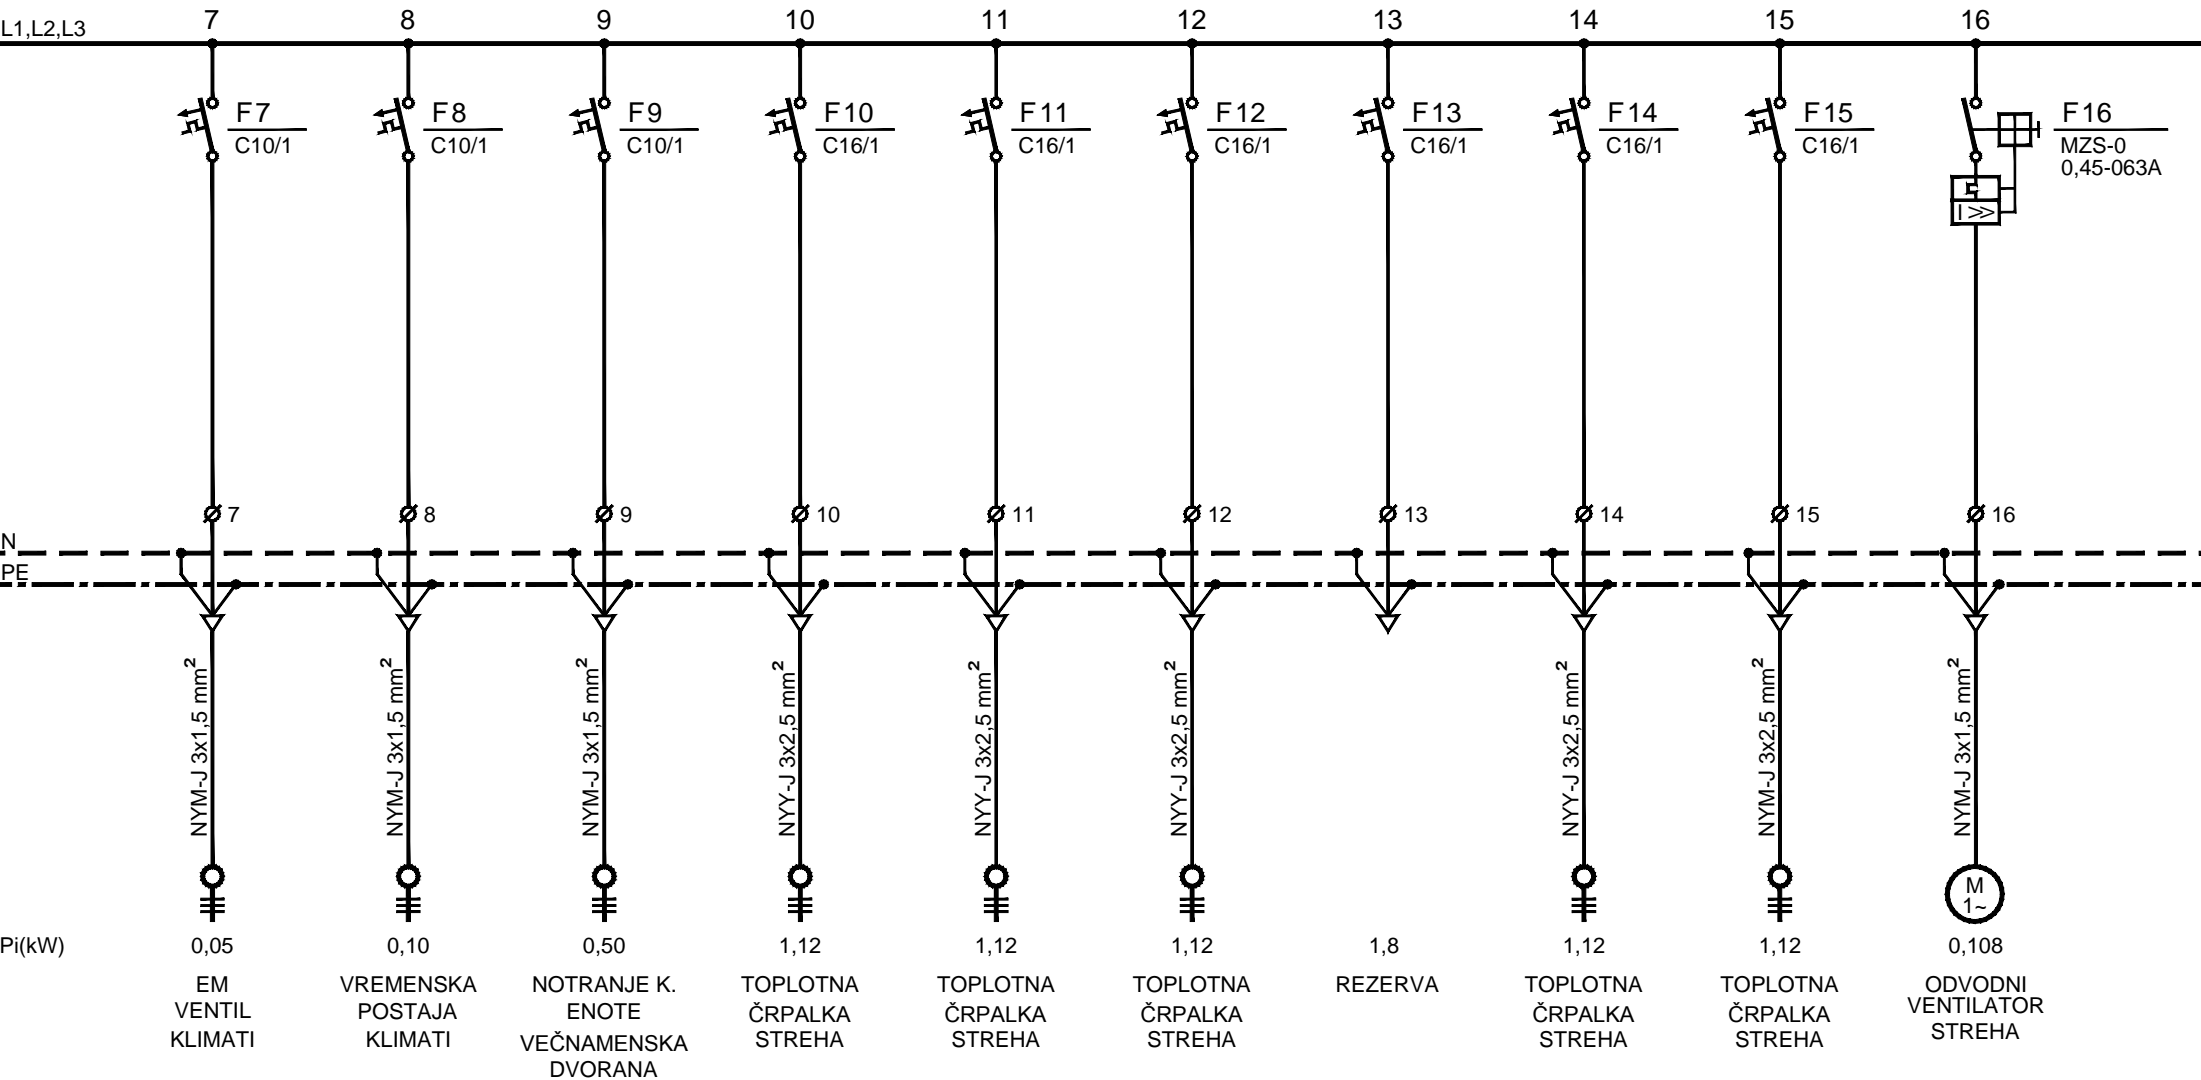 L1,L2,L3
7 8 9 10 11 12 13 14 15 16
F7 F8 F9 F10 F11 F12 F13 F14 F15 F16
C10/1 C10/1 C10/1 C16/1 C16/1 C16/1 C16/1 C16/1 C16/1 MZS-0
0,45-063A
I >>
7 8 9 10 11 12 13 14 15 16
N
PE
NYM-J 3x1,5 mm²
NYM-J 3x1,5 mm²
NYM-J 3x1,5 mm²
NYY-J 3x2,5 mm²
NYY-J 3x2,5 mm²
NYY-J 3x2,5 mm²
NYY-J 3x2,5 mm²
NYM-J 3x2,5 mm²
NYM-J 3x1,5 mm²
M
1~
Pi(kW) 0,05 0,10 0,50 1,12 1,12 1,12 1,8 1,12 1,12 0,108
EM
VENTIL
KLIMATI
VREMENSKA
POSTAJA
KLIMATI
NOTRANJE K.
ENOTE
VEČNAMENSKA
DVORANA
TOPLOTNA
ČRPALKA
STREHA
TOPLOTNA
ČRPALKA
STREHA
TOPLOTNA
ČRPALKA
STREHA
REZERVA
TOPLOTNA
ČRPALKA
STREHA
TOPLOTNA
ČRPALKA
STREHA
ODVODNI
VENTILATOR
STREHA